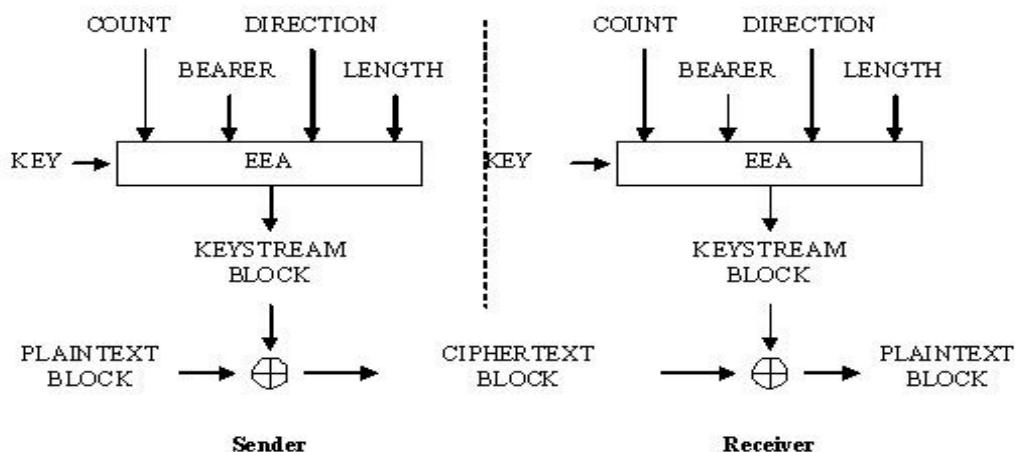 COUNT DIRECTION COUNT DIRECTION
BEARER LENGTH BEARER LENGTH
KEY EEA KEY EEA
KEYSTREAM BLOCK KEYSTREAM BLOCK
PLAINTEXT BLOCK CIPHERTEXT BLOCK PLAINTEXT BLOCK
Sender Receiver